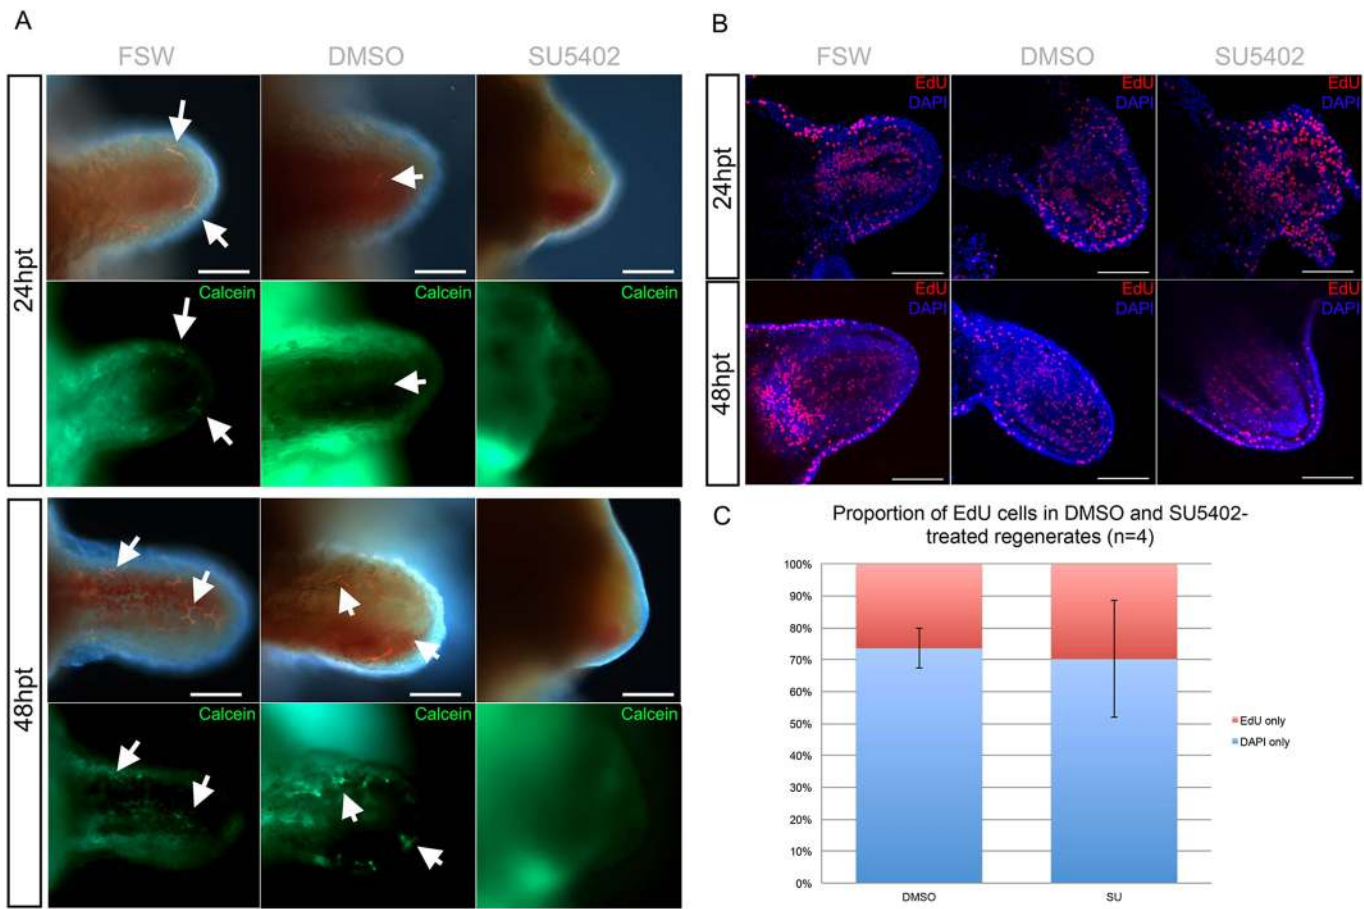 A
FSW
DMSO
SU5402
24hpt
Calcein
Calcein
Calcein
48hpt
Calcein
Calcein
Calcein
B
FSW
DMSO
SU5402
24hpt
EdU
DAPI
EdU
DAPI
EdU
DAPI
48hpt
EdU
DAPI
EdU
DAPI
EdU
DAPI
C
Proportion of EdU cells in DMSO and SU5402-
treated regenerates (n=4)
100%
90%
80%
70%
60%
50%
40%
30%
20%
10%
0%
DMSO
SU
EdU only
DAPI only